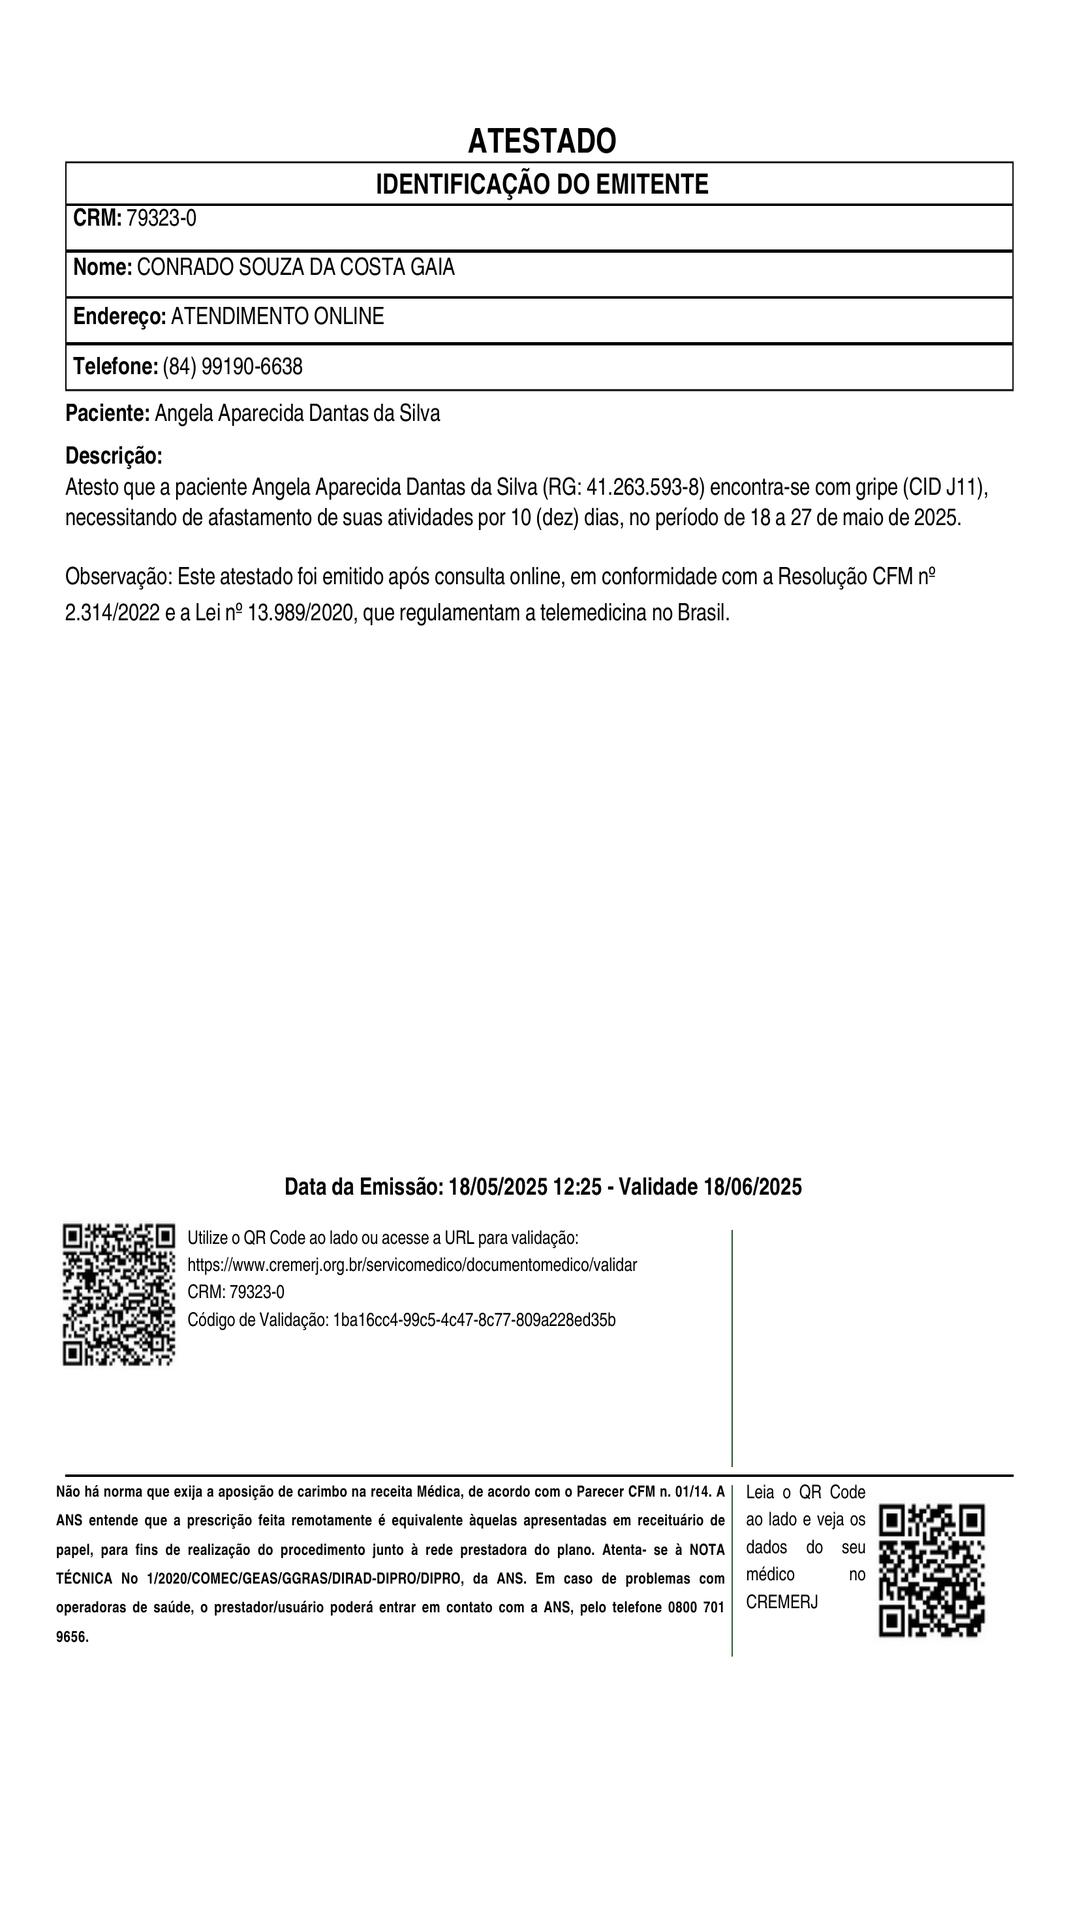 ATESTADO
IDENTIFICAÇÃO DO EMITENTE
CRM: 79323-0
Nome: CONRADO SOUZA DA COSTA GAIA
Endereço: ATENDIMENTO ONLINE
Telefone: (84) 99190-6638
Paciente: Angela Aparecida Dantas da Silva
Descrição:
Atesto que a paciente Angela Aparecida Dantas da Silva (RG: 41.263.593-8) encontra-se com gripe (CID J11),
necessitando de afastamento de suas atividades por 10 (dez) dias, no período de 18 a 27 de maio de 2025.
Observação: Este atestado foi emitido após consulta online, em conformidade com a Resolução CFM nº
2.314/2022 e a Lei nº 13.989/2020, que regulamentam a telemedicina no Brasil.
Data da Emissão: 18/05/2025 12:25 - Validade 18/06/2025
Utilize o QR Code ao lado ou acesse a URL para validação:
https://www.cremerj.org.br/servicomedico/documentomedico/validar
CRM: 79323-0
Código de Validação: 1ba16cc4-99c5-4c47-8c77-809a228ed35b
Não há norma que exija a aposição de carimbo na receita Médica, de acordo com o Parecer CFM n. 01/14. A
ANS entende que a prescrição feita remotamente é equivalente àquelas apresentadas em receituário de
papel, para fins de realização do procedimento junto à rede prestadora do plano. Atenta- se à NOTA
TÉCNICA No 1/2020/COMEC/GEAS/GGRAS/DIRAD-DIPRO/DIPRO, da ANS. Em caso de problemas com
operadoras de saúde, o prestador/usuário poderá entrar em contato com a ANS, pelo telefone 0800 701
9656.
Leia o QR Code
ao lado e veja os
dados do seu
médico no
CREMERJ